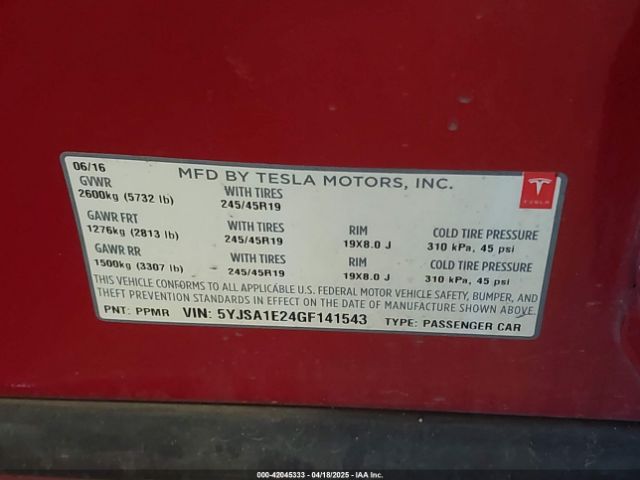 06/16 MFD BY TESLA MOTORS, INC.
GVWR
2600kg (5732 lb) WITH TIRES
245/45R19
TESLA
GAWR FRT
1276kg (2813 lb) WITH TIRES
245/45R19 RIM
19X8.0 J COLD TIRE PRESSURE
310 kPa, 45 psi
GAWR RR
1500kg (3307 lb) WITH TIRES
245/45R19 RIM
19X8.0 J COLD TIRE PRESSURE
310 kPa, 45 psi
THIS VEHICLE CONFORMS TO ALL APPLICABLE U.S. FEDERAL MOTOR VEHICLE SAFETY, BUMPER, AND
THEFT PREVENTION STANDARDS IN EFFECT ON THE DATE OF MANUFACTURE SHOWN ABOVE.
PNT: PPMR VIN: 5YJSA1E24GF141543 TYPE: PASSENGER CAR
000-42045333 - 04/18/2025 - IAA Inc.